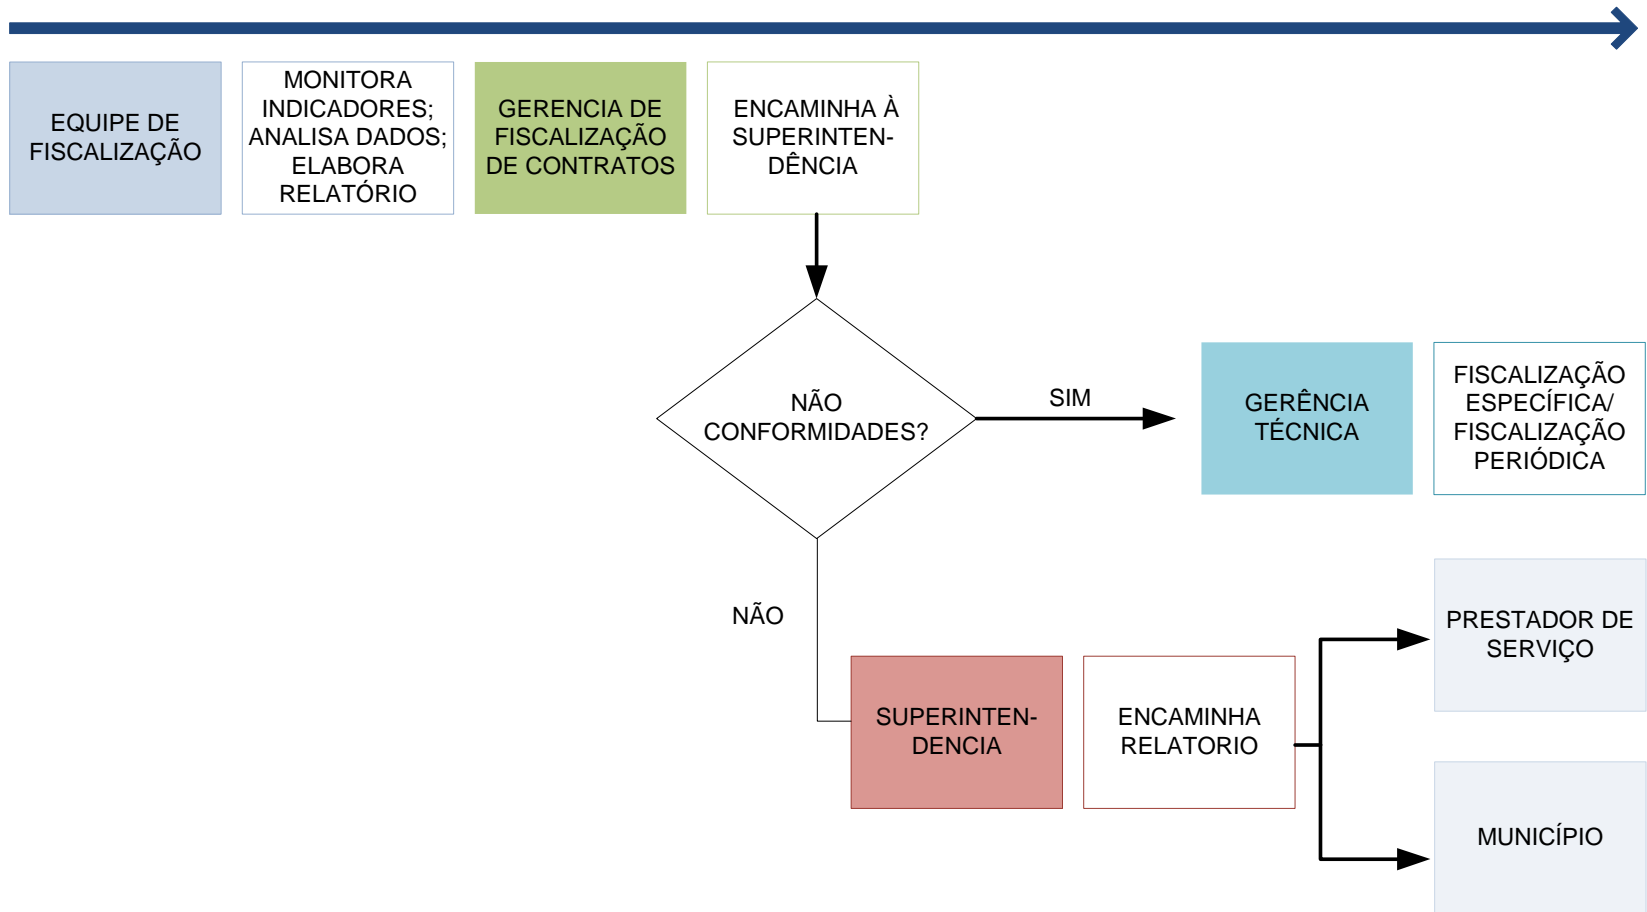 EQUIPE DE
FISCALIZAÇÃO
MONITORA
INDICADORES;
ANALISA DADOS;
ELABORA
RELATÓRIO
GERENCIA DE
FISCALIZAÇÃO
DE CONTRATOS
ENCAMINHA À
SUPERINTEN-
DÊNCIA
NÃO
CONFORMIDADES?
SIM
GERÊNCIA
TÉCNICA
FISCALIZAÇÃO
ESPECÍFICA/
FISCALIZAÇÃO
PERIÓDICA
NÃO
SUPERINTEN-
DENCIA
ENCAMINHA
RELATORIO
PRESTADOR DE
SERVIÇO
MUNICÍPIO